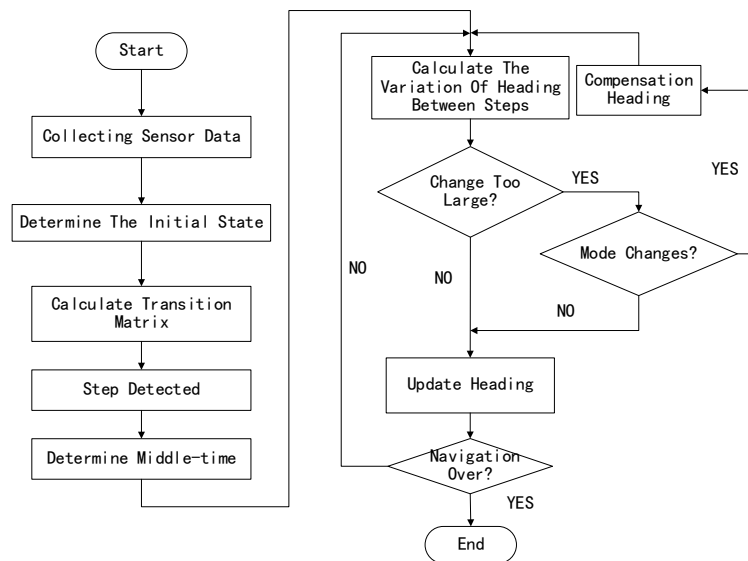 Start
Collecting Sensor Data
Determine The Initial State
Calculate Transition
Matrix
Step Detected
Determine Middle-time
Calculate The
Variation Of Heading
Between Steps
Compensation
Heading
Change Too
Large?
YES
YES
Mode Changes?
NO
NO
NO
Update Heading
Navigation
Over?
YES
End